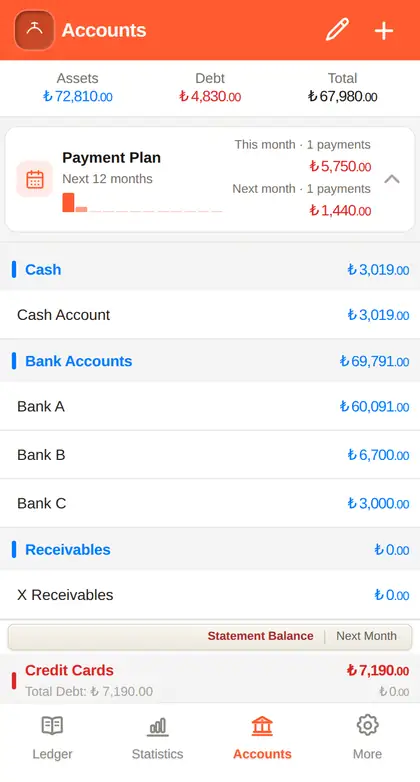 Accounts
Assets Debt Total
₺ 72,810.00 ₺ 4,830.00 ₺ 67,980.00
This month · 1 payments
Payment Plan
₺ 5,750.00
Next 12 months
Next month · 1 payments
₺ 1,440.00
Cash ₺ 3,019.00
Cash Account ₺ 3,019.00
Bank Accounts ₺ 69,791.00
Bank A ₺ 60,091.00
Bank B ₺ 6,700.00
Bank C ₺ 3,000.00
Receivables ₺ 0.00
X Receivables ₺ 0.00
Statement Balance | Next Month
Credit Cards ₺ 7,190.00
Total Debt: ₺ 7,190.00 ₺ 0.00
Ledger Statistics Accounts More